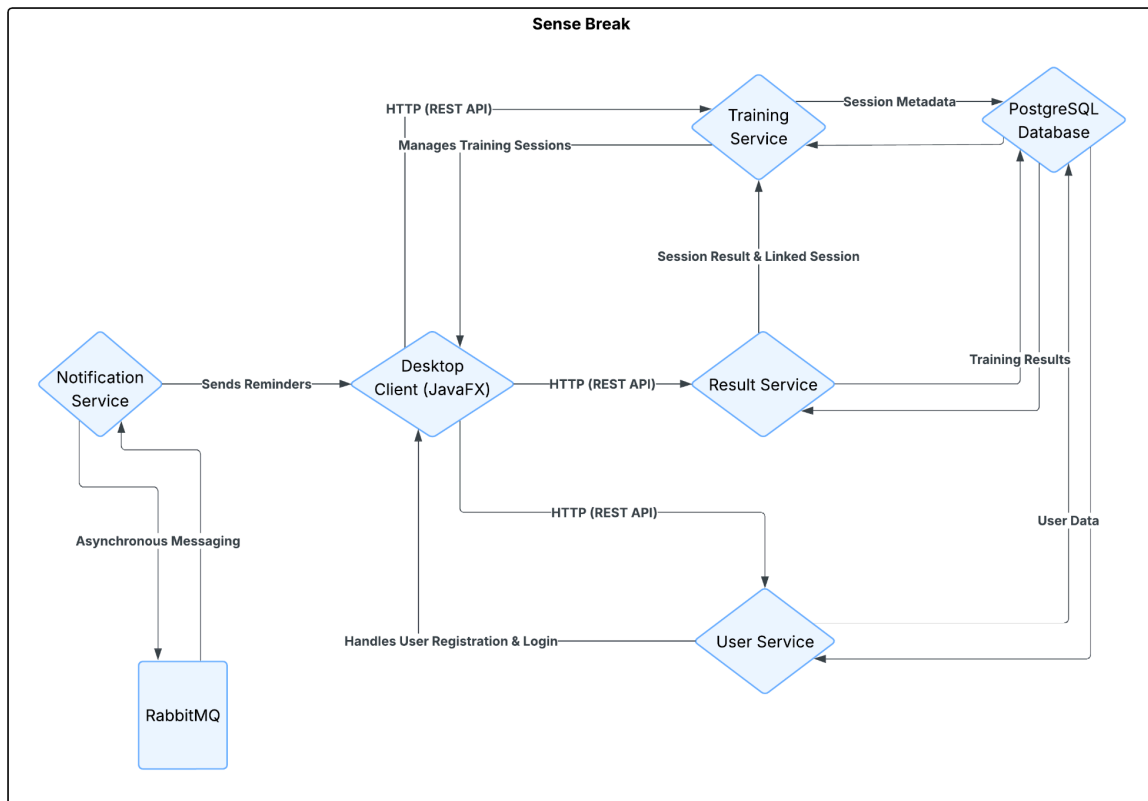 Sense Break
HTTP (REST API)
Training
Service
Session Metadata
PostgreSQL
Database
Manages Training Sessions
Session Result & Linked Session
Notification
Service
Sends Reminders
Desktop
Client (JavaFX)
HTTP (REST API)
Result Service
Training Results
HTTP (REST API)
User Data
Asynchronous Messaging
Handles User Registration & Login
User Service
RabbitMQ